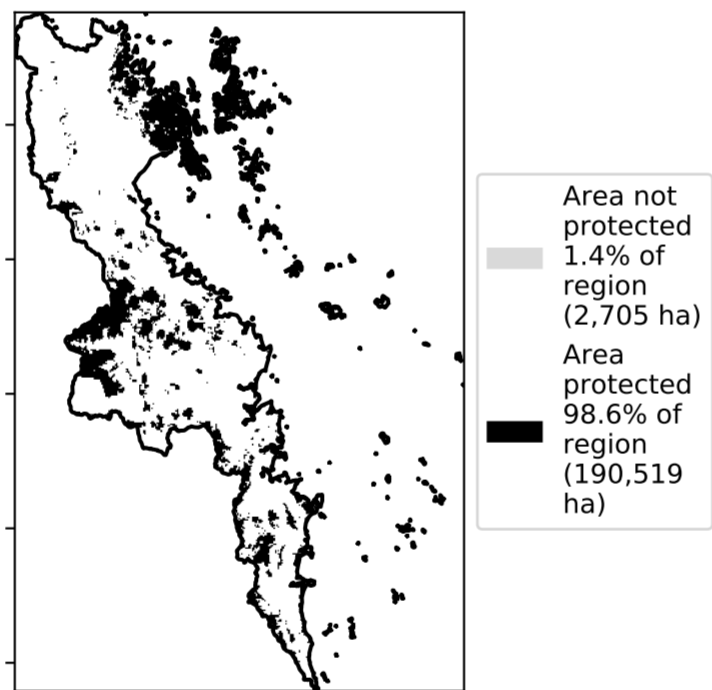 Area not
protected
1.4% of
region
(2,705 ha)
Area
protected
98.6% of
region
(190,519
ha)